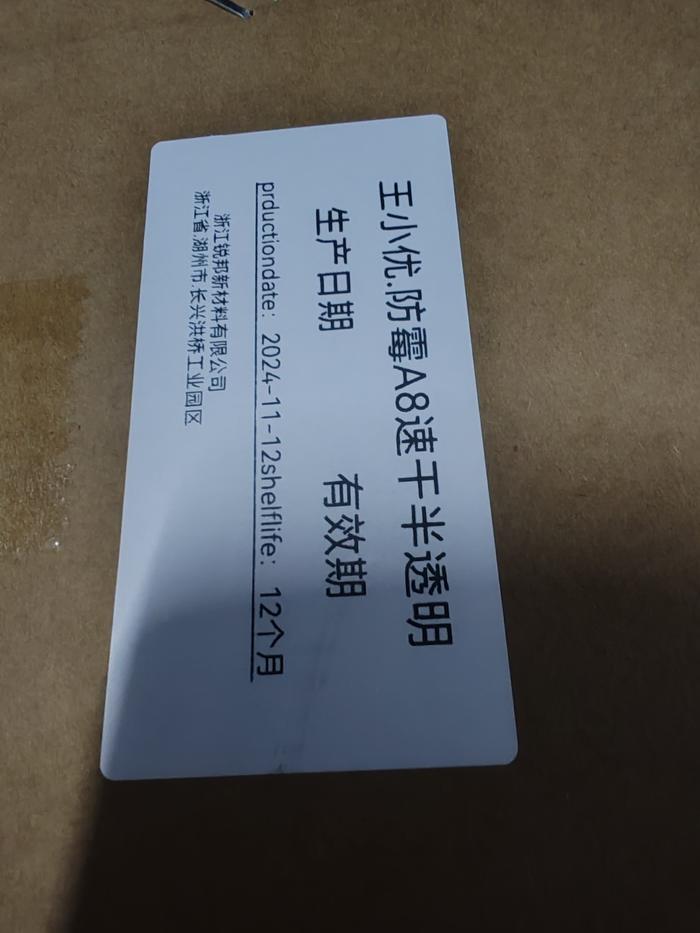 王小优.防霉A8速干半透明
生产日期 有效期
prductiondate： 2024-11-12shelflife： 12个月
浙江锐邦新材料有限公司
浙江省.湖州市.长兴洪桥工业园区